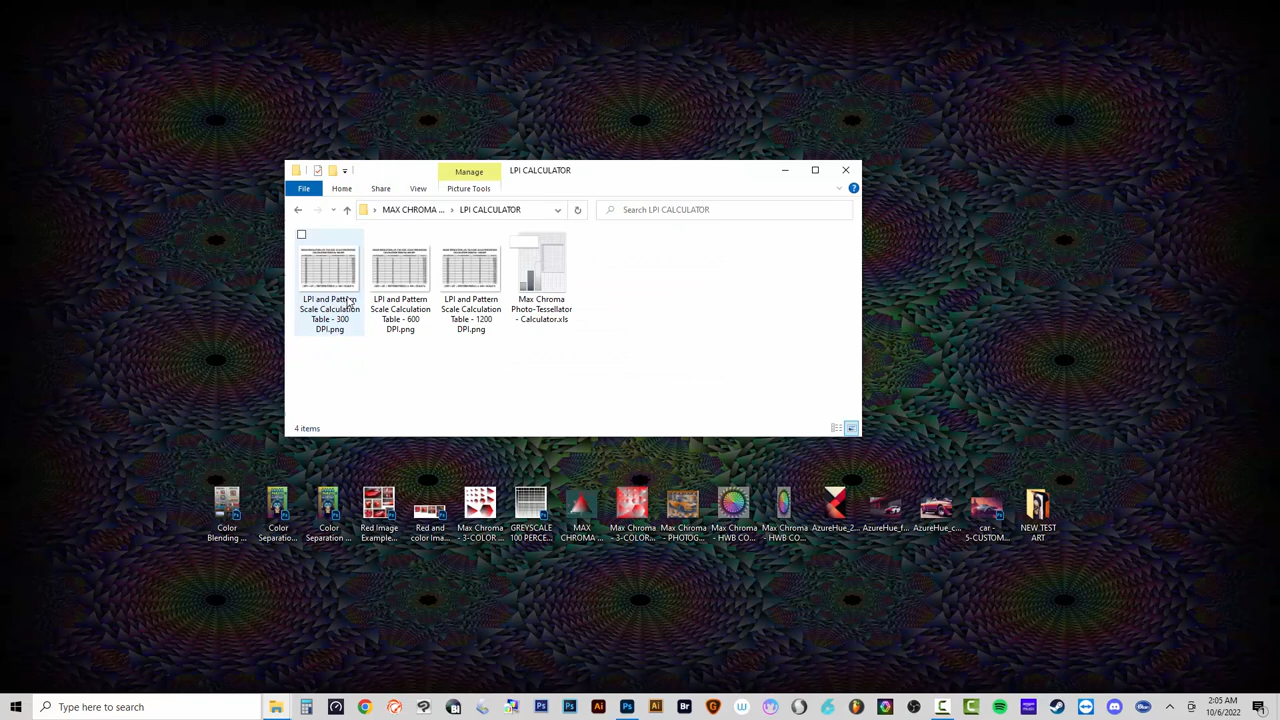 Manage
LPI CALCULATOR
File
Home
Share
View
Picture Tools
MAX CHROMA ...
LPI CALCULATOR
Search LPI CALCULATOR
LPI and Pattern
Scale Calculation
Table - 300
DPI.png
LPI and Pattern
Scale Calculation
Table - 600
DPI.png
LPI and Pattern
Scale Calculation
Table - 1200
DPI.png
Max Chroma
Photo-Tessellator
- Calculator.xls
4 items
Color
Blending ...
Color
Separatio...
Color
Separation ...
Red Image
Example...
Red and
color Ima...
Max Chroma
- 3-COLOR ...
GREYSCALE
100 PERCE...
MAX
CHROMA ...
Max Chroma
- 3-COLOR...
Max Chroma
- PHOTOG...
Max Chroma
- HWB CO...
Max Chroma
- HWB CO...
AzureHue_2...
AzureHue_f...
AzureHue_c...
car -
5-CUSTOM...
NEW TEST
ART
Type here to search
2:05 AM
10/6/2022